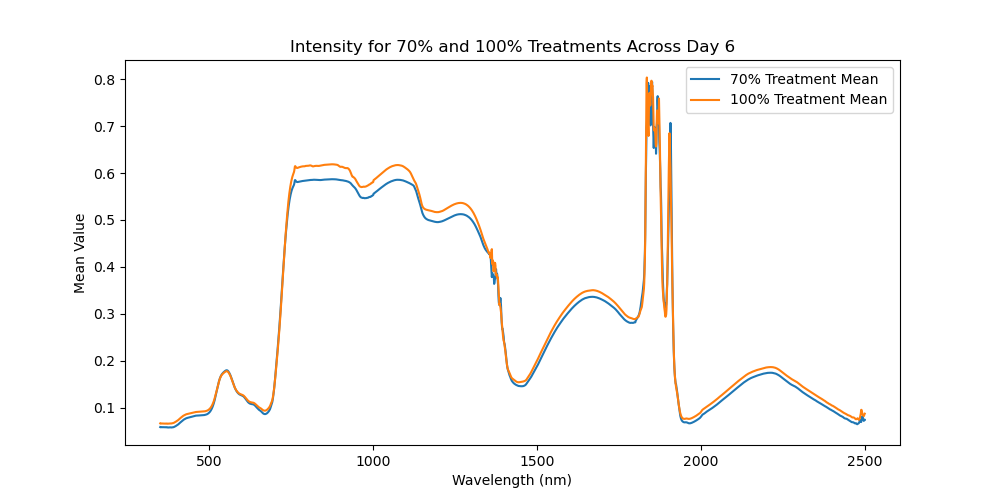 Intensity for 70% and 100% Treatments Across Day 6
70% Treatment Mean
100% Treatment Mean
Mean Value
0.8
0.7
0.6
0.5
0.4
0.3
0.2
0.1
500
1000
1500
2000
2500
Wavelength (nm)